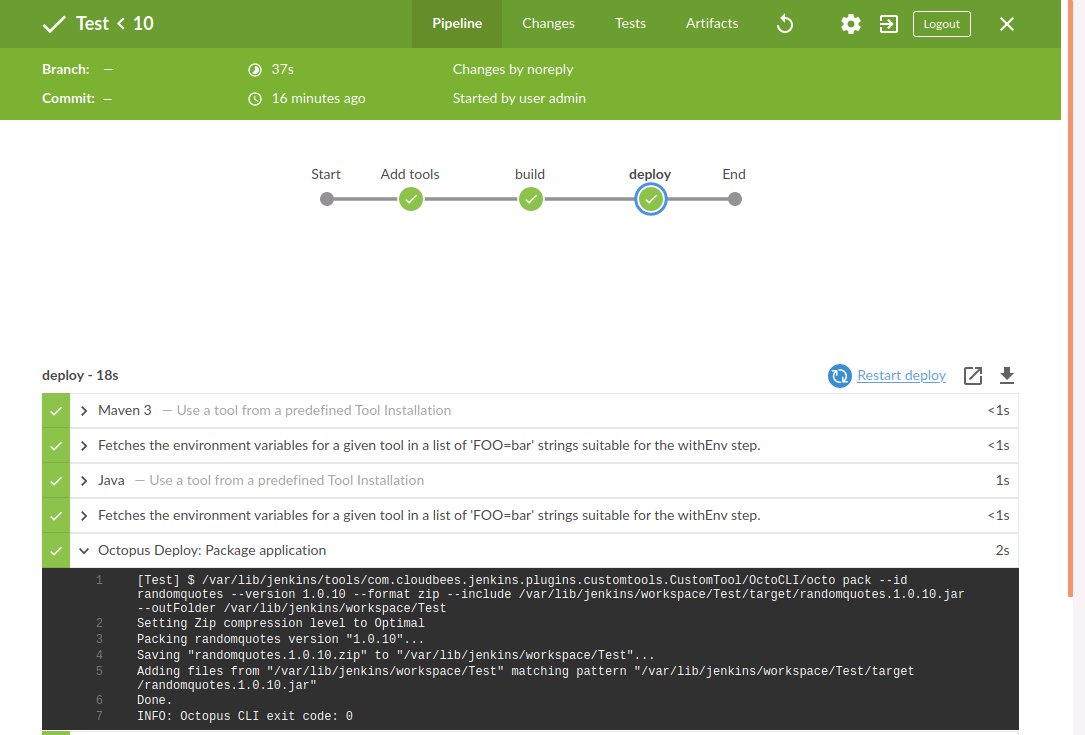 Test < 10 Pipeline Changes Tests Artifacts Logout
Branch: — 37s Changes by noreply
Commit: — 16 minutes ago Started by user admin
Start Add tools build deploy End
deploy - 18s Restart deploy
Maven 3 — Use a tool from a predefined Tool Installation <1s
Fetches the environment variables for a given tool in a list of 'FOO=bar' strings suitable for the withEnv step. <1s
Java — Use a tool from a predefined Tool Installation 1s
Fetches the environment variables for a given tool in a list of 'FOO=bar' strings suitable for the withEnv step. <1s
Octopus Deploy: Package application 2s
1 [Test] $ /var/lib/jenkins/tools/com.cloudbees.jenkins.plugins.customtools.CustomTool/OctoCLI/octo pack --id
randomquotes --version 1.0.10 --format zip --include /var/lib/jenkins/workspace/Test/target/randomquotes.1.0.10.jar
--outFolder /var/lib/jenkins/workspace/Test
2 Setting Zip compression level to Optimal
3 Packing randomquotes version "1.0.10"...
4 Saving "randomquotes.1.0.10.zip" to "/var/lib/jenkins/workspace/Test"...
5 Adding files from "/var/lib/jenkins/workspace/Test" matching pattern "/var/lib/jenkins/workspace/Test/target
/randomquotes.1.0.10.jar"
6 Done.
7 INFO: Octopus CLI exit code: 0